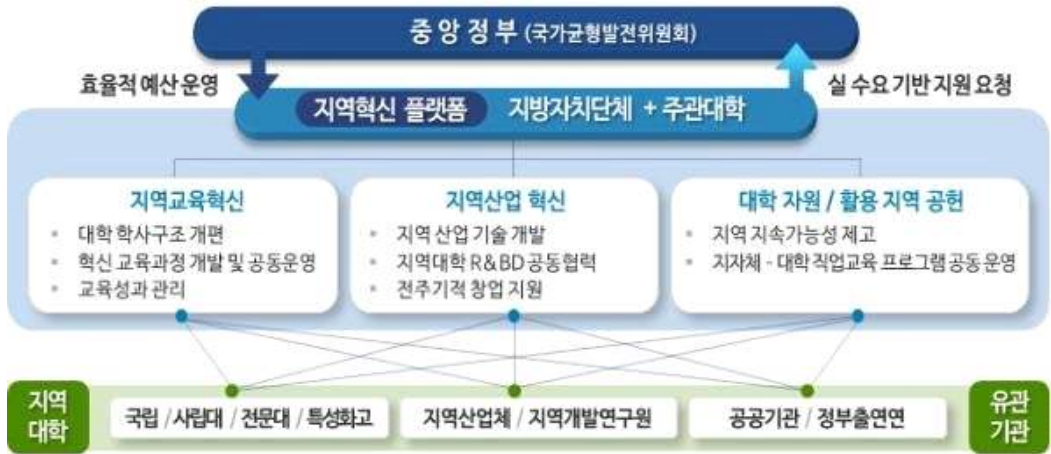 중앙정부 (국가균형발전위원회)
효율적 예산 운영
실 수요 기반 지원 요청
지역혁신 플랫폼 지방자치단체 + 주관대학
지역교육혁신
• 대학 학사구조 개편
• 혁신 교육과정 개발 및 공동운영
• 교육성과 관리
지역산업 혁신
• 지역 산업 기술 개발
• 지역대학 R&BD 공동협력
• 전주기적 창업 지원
대학 자원 / 활용 지역 공헌
• 지역 지속가능성 제고
• 지자체 - 대학 직업교육 프로그램 공동 운영
지역
대학
국립 / 사립대 / 전문대 / 특성화고
지역산업체 / 지역개발연구원
공공기관 / 정부출연연
유관
기관